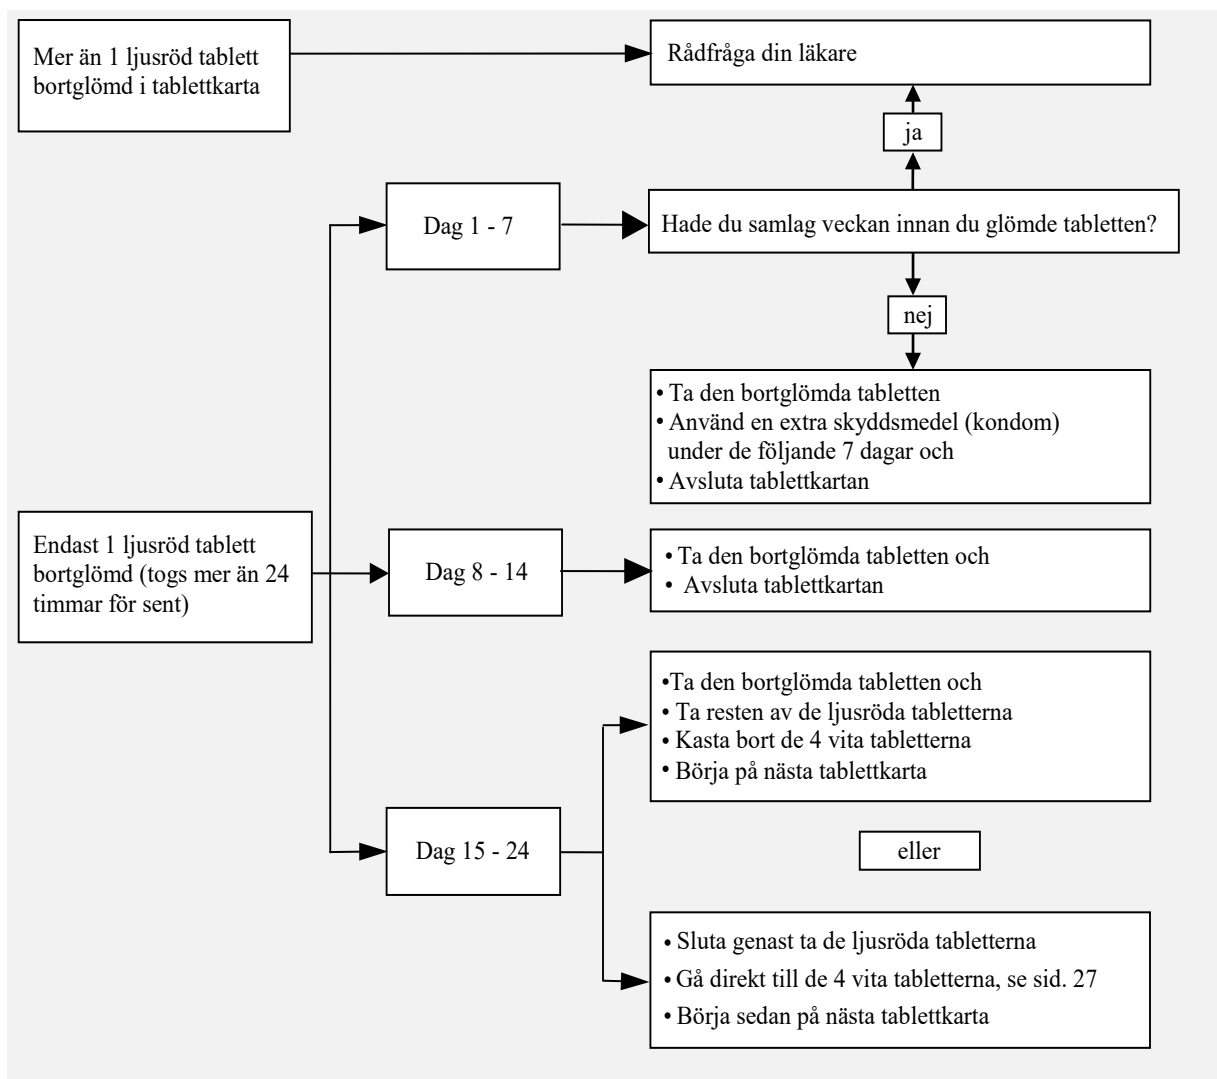 Mer än 1 ljusröd tablett
bortglömd i tablettkarta
Rådfråga din läkare
ja
Dag 1 - 7
Hade du samlag veckan innan du glömde tabletten?
nej
• Ta den bortglömda tabletten
• Använd en extra skyddsmedel (kondom)
under de följande 7 dagar och
• Avsluta tablettkartan
Endast 1 ljusröd tablett
bortglömd (togs mer än 24
timmar för sent)
Dag 8 - 14
• Ta den bortglömda tabletten och
• Avsluta tablettkartan
•Ta den bortglömda tabletten och
• Ta resten av de ljusröda tabletterna
• Kasta bort de 4 vita tabletterna
• Börja på nästa tablettkarta
Dag 15 - 24
eller
• Sluta genast ta de ljusröda tabletterna
• Gå direkt till de 4 vita tabletterna, se sid. 27
• Börja sedan på nästa tablettkarta